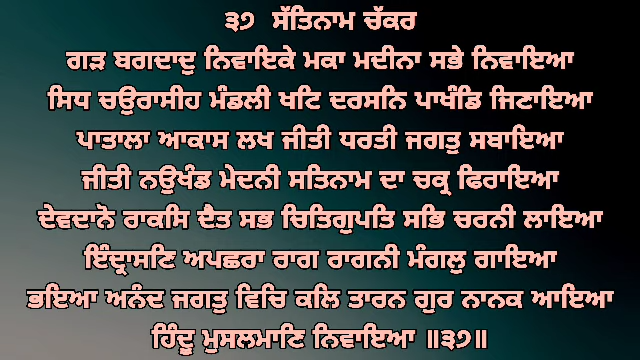 ੩੭ ਸੱਤਿਨਾਮ ਚੱਕਰ
ਗੜ ਬਗਦਾਦੁ ਨਿਵਾਇਕੇ ਮਕਾ ਮਦੀਨਾ ਸਭੇ ਨਿਵਾਇਆ
ਸਿਧ ਚਉਰਾਸੀਹ ਮੰਡਲੀ ਖਟਿ ਦਰਸਨਿ ਪਾਖੰਡਿ ਜਿਣਾਇਆ
ਪਾਤਾਲਾ ਆਕਾਸ ਲਖ ਜੀਤੀ ਧਰਤੀ ਜਗਤੁ ਸਬਾਇਆ
ਜੀਤੀ ਨਉਖੰਡ ਮੇਦਨੀ ਸਤਿਨਾਮ ਦਾ ਚਕ੍ਰ ਫਿਰਾਇਆ
ਦੇਵਦਾਨੋ ਰਾਕਸਿ ਦੈਤ ਸਭ ਚਿਤਿਗੁਪਤਿ ਸਭਿ ਚਰਨੀ ਲਾਇਆ
ਇੰਦ੍ਰਾਸਣਿ ਅਪਛਰਾ ਰਾਗ ਰਾਗਨੀ ਮੰਗਲੁ ਗਾਇਆ
ਭਇਆ ਅਨੰਦ ਜਗਤੁ ਵਿਚਿ ਕਲਿ ਤਾਰਨ ਗੁਰ ਨਾਨਕ ਆਇਆ
ਹਿੰਦੂ ਮੁਸਲਮਾਣਿ ਨਿਵਾਇਆ ॥੩੭॥